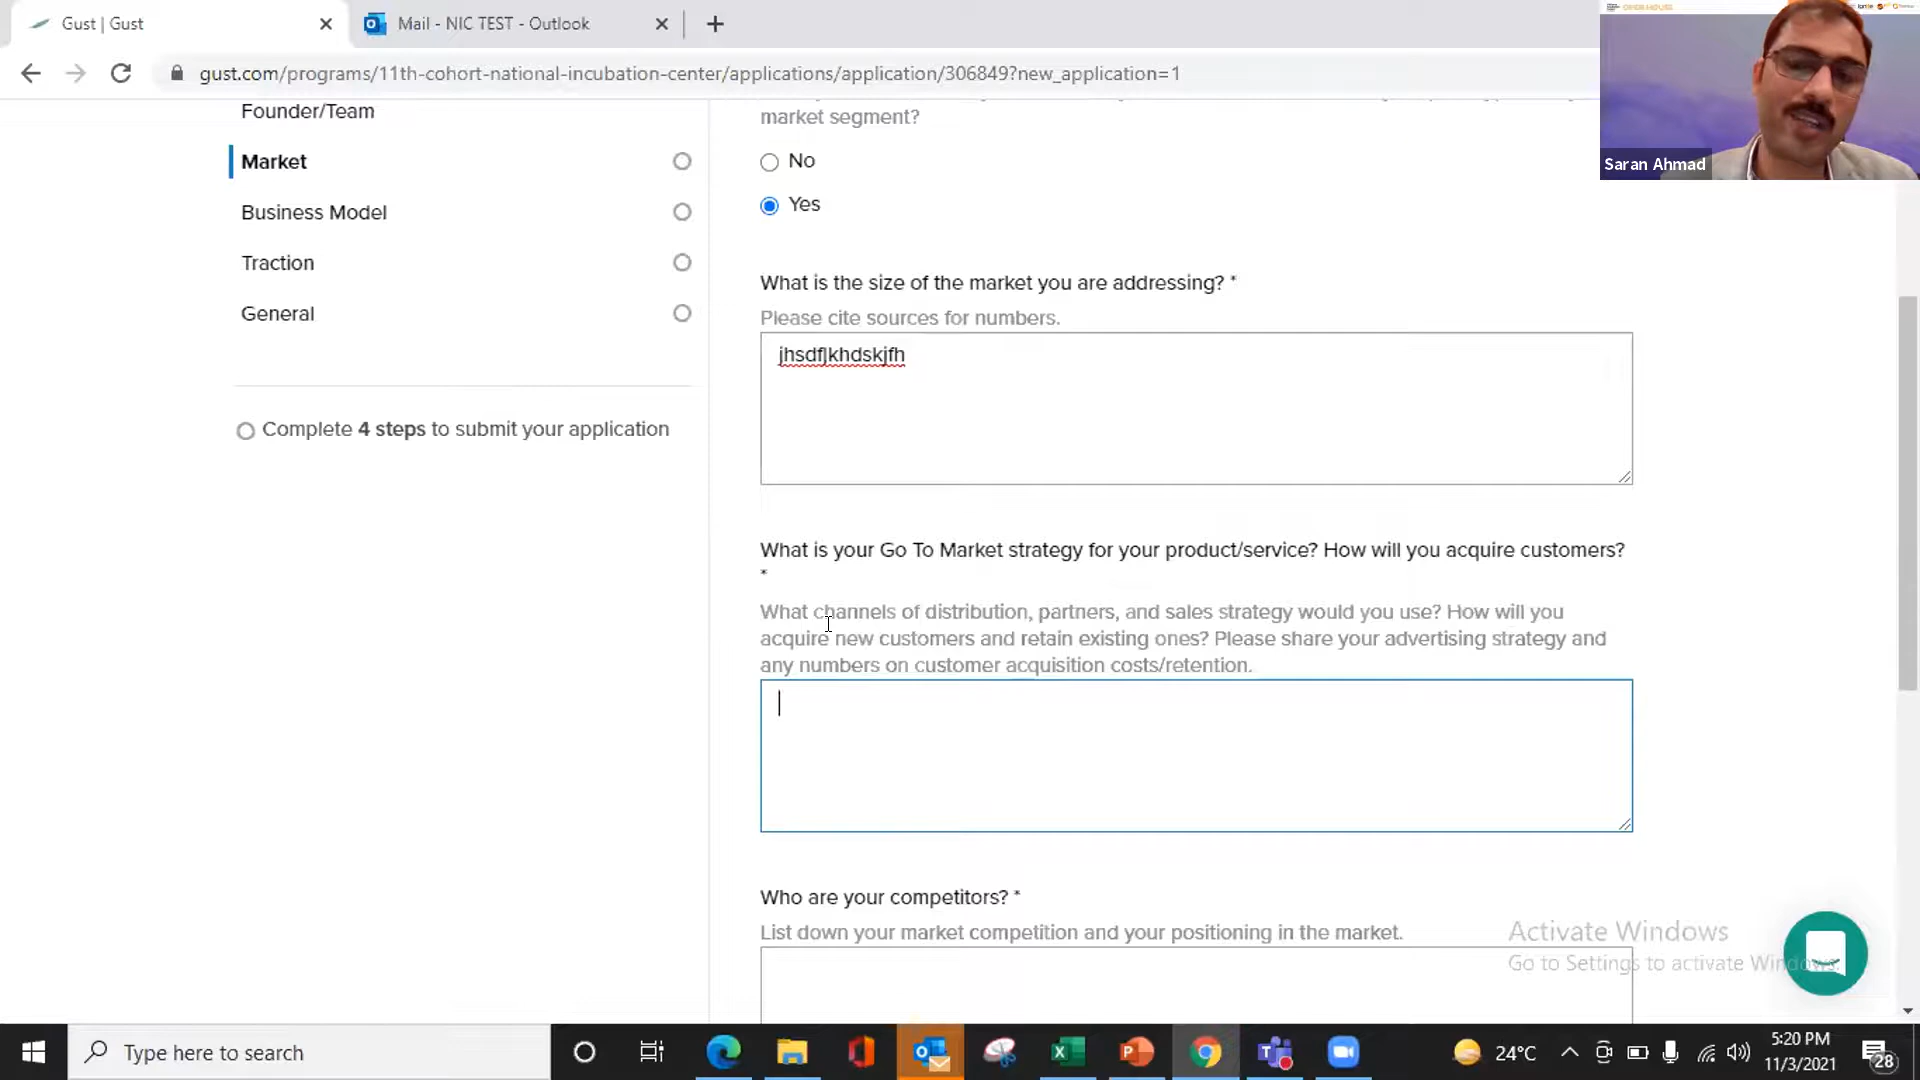 Gust | Gust
Mail - NIC TEST - Outlook
gust.com/programs/11th-cohort-national-incubation-center/applications/application/306849?new_application=1
Saran Ahmad
Founder/Team
Market
Business Model
Traction
General
Complete 4 steps to submit your application
market segment?
No
Yes
What is the size of the market you are addressing? *
Please cite sources for numbers.
jhsdfjkhdskjfh
What is your Go To Market strategy for your product/service? How will you acquire customers?
*
What channels of distribution, partners, and sales strategy would you use? How will you
acquire new customers and retain existing ones? Please share your advertising strategy and
any numbers on customer acquisition costs/retention.
Who are your competitors? *
List down your market competition and your positioning in the market.
Activate Windows
Go to Settings to activate Windows.
Type here to search
24°C
5:20 PM
11/3/2021
28